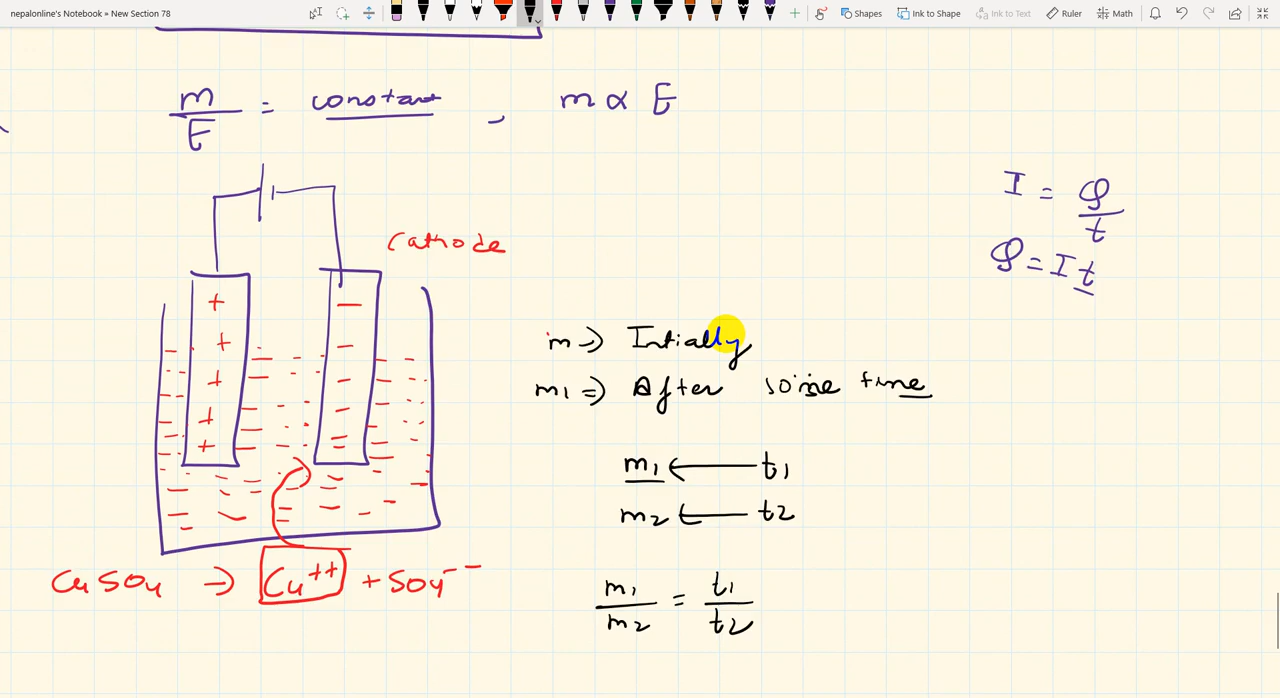 nepalonline's Notebook » New Section 78
Shapes
Ink to Shape
Ink to Text
Ruler
Math
m/E = constant , m ∝ E
I = Q/t
Q = It
Cathode
+ −
m => Intially
m1 => After some time
m1 ← t1
m2 ← t2
CuSO4 => Cu++ + SO4--
m1/m2 = t1/t2